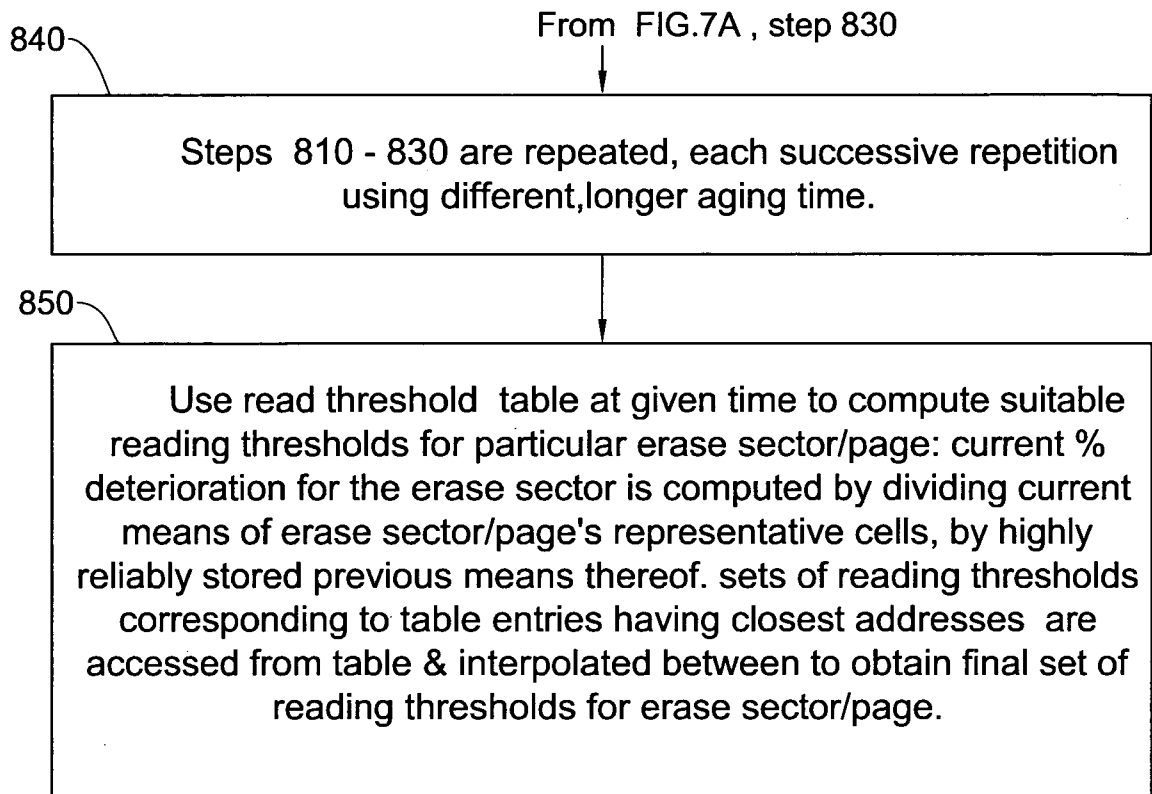 From FIG.7A , step 830
840
Steps 810 - 830 are repeated, each successive repetition
using different,longer aging time.
850
Use read threshold table at given time to compute suitable
reading thresholds for particular erase sector/page: current %
deterioration for the erase sector is computed by dividing current
means of erase sector/page's representative cells, by highly
reliably stored previous means thereof. sets of reading thresholds
corresponding to table entries having closest addresses are
accessed from table & interpolated between to obtain final set of
reading thresholds for erase sector/page.